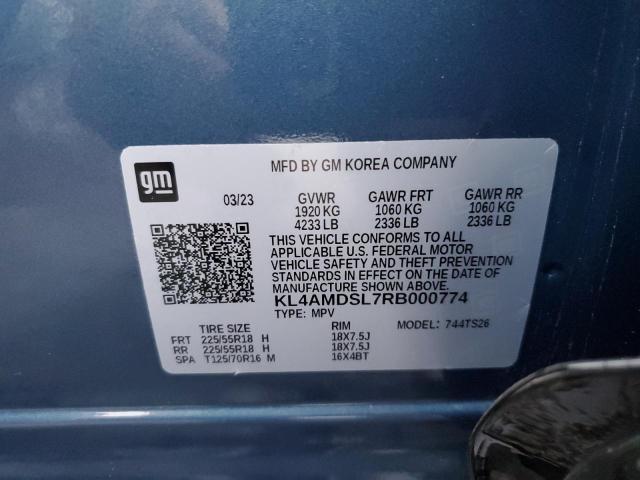 gm
MFD BY GM KOREA COMPANY
03/23 GVWR GAWR FRT GAWR RR
1920 KG 1060 KG 1060 KG
4233 LB 2336 LB 2336 LB
THIS VEHICLE CONFORMS TO ALL
APPLICABLE U.S. FEDERAL MOTOR
VEHICLE SAFETY AND THEFT PREVENTION
STANDARDS IN EFFECT ON THE DATE OF
MANUFACTURE SHOWN ABOVE.
KL4AMDSL7RB000774
TYPE: MPV MODEL: 744TS26
TIRE SIZE RIM
FRT 225/55R18 H 18X7.5J
RR 225/55R18 H 18X7.5J
SPA T125/70R16 M 16X4BT